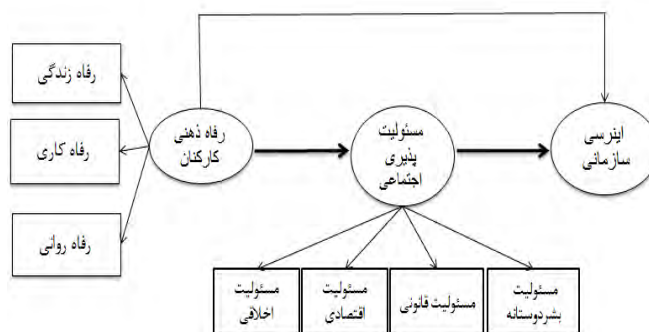 رفاه زندگی
رفاه کاری
رفاه روانی
رفاه ذهنی
کارکنان
مسئولیت
پذیری
اجتماعی
اینرسی
سازمانی
مسئولیت
اخلاقی
مسئولیت
اقتصادی
مسئولیت قانونی
مسئولیت
بشردوستانه